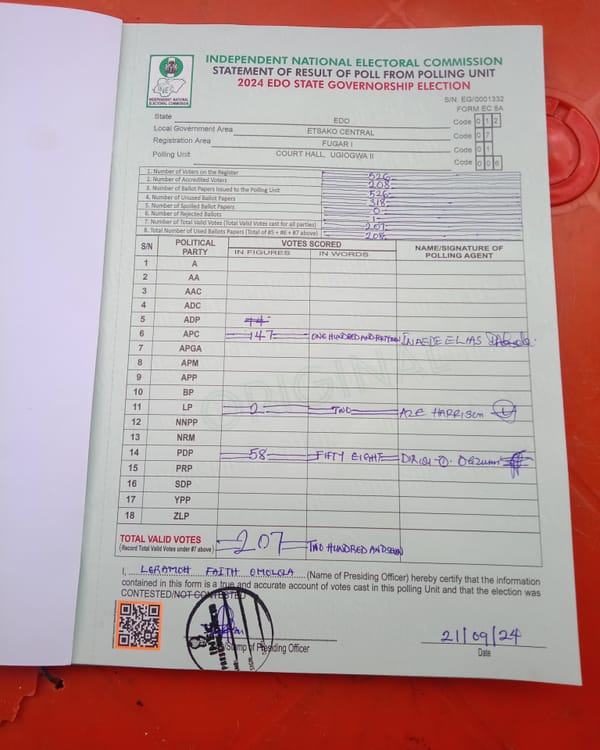 INDEPENDENT NATIONAL ELECTORAL COMMISSION
STATEMENT OF RESULT OF POLL FROM POLLING UNIT
2024 EDO STATE GOVERNORSHIP ELECTION
INEC
INDEPENDENT NATIONAL
ELECTORAL COMMISSION
S/N: EG/0001332
FORM EC 8A
State EDO Code 0 1 2
Local Government Area ETSAKO CENTRAL Code 0 7
Registration Area FUGAR I Code 0 1
Polling Unit COURT HALL, UGIOGWA II Code 0 0 6
1. Number of Voters on the Register 526
2. Number of Accredited Voters 208
3. Number of Ballot Papers Issued to the Polling Unit 526
4. Number of Unused Ballot Papers 318
5. Number of Spoiled Ballot Papers 0
6. Number of Rejected Ballots 1
7. Number of Total Valid Votes (Total Valid Votes cast for all parties) 207
8. Total Number of Used Ballots Papers (Total of #5 + #6 + #7 above) 208
S/N POLITICAL PARTY VOTES SCORED NAME/SIGNATURE OF POLLING AGENT
IN FIGURES IN WORDS
1 A
2 AA
3 AAC
4 ADC
5 ADP
6 APC 147 ONE HUNDRED AND INAEDE ELIAS
7 APGA
8 APM
9 APP
10 BP
11 LP 2 TWO AZE HARRISON
12 NNPP
13 NRM
14 PDP 58 FIFTY EIGHT
15 PRP
16 SDP
17 YPP
18 ZLP
ORIGINAL
TOTAL VALID VOTES 207 TWO HUNDRED AND SEVEN
(Record Total Valid Votes under #7 above)
I, LERAMOH FAITH OMOLOLA (Name of Presiding Officer) hereby certify that the information
contained in this form is a true and accurate account of votes cast in this polling Unit and that the election was
CONTESTED/NOT CONTESTED
21/09/24
Stamp of Presiding Officer Date